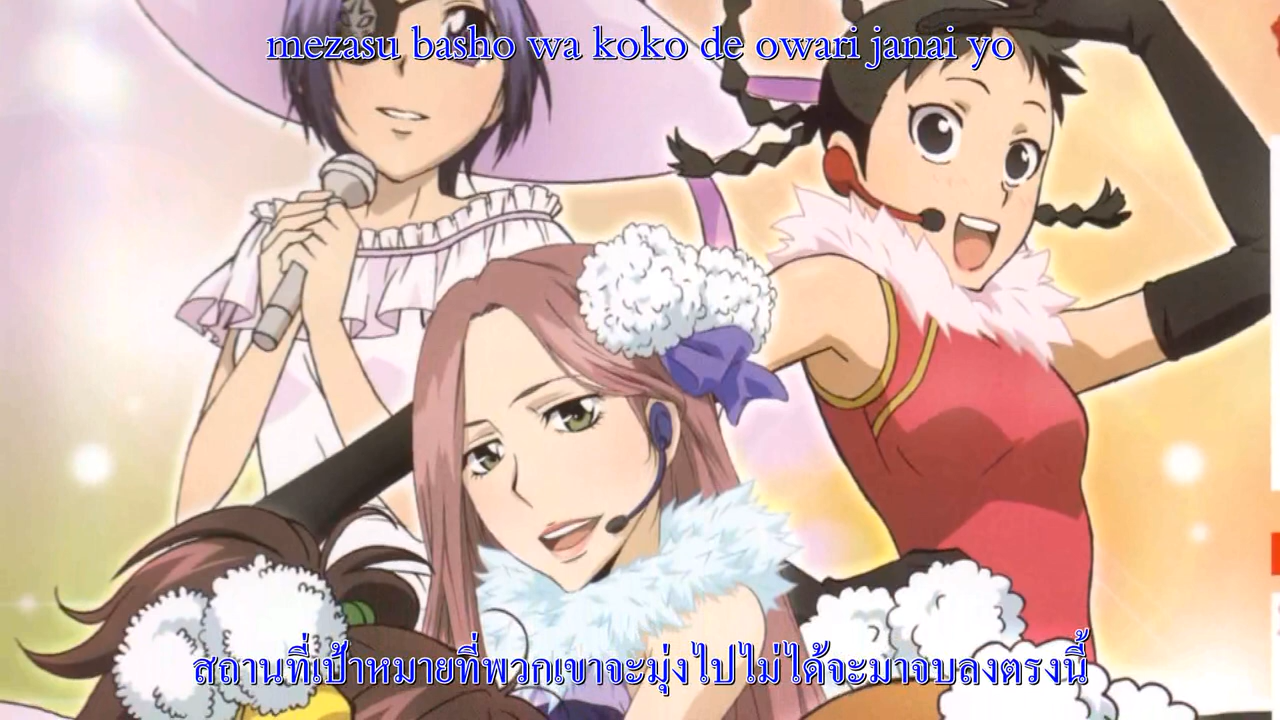 mezasu basho wa koko de owari janai yo
สถานที่เป้าหมายที่พวกเขาจะมุ่งไปไม่ได้จะมาจบลงตรงนี้